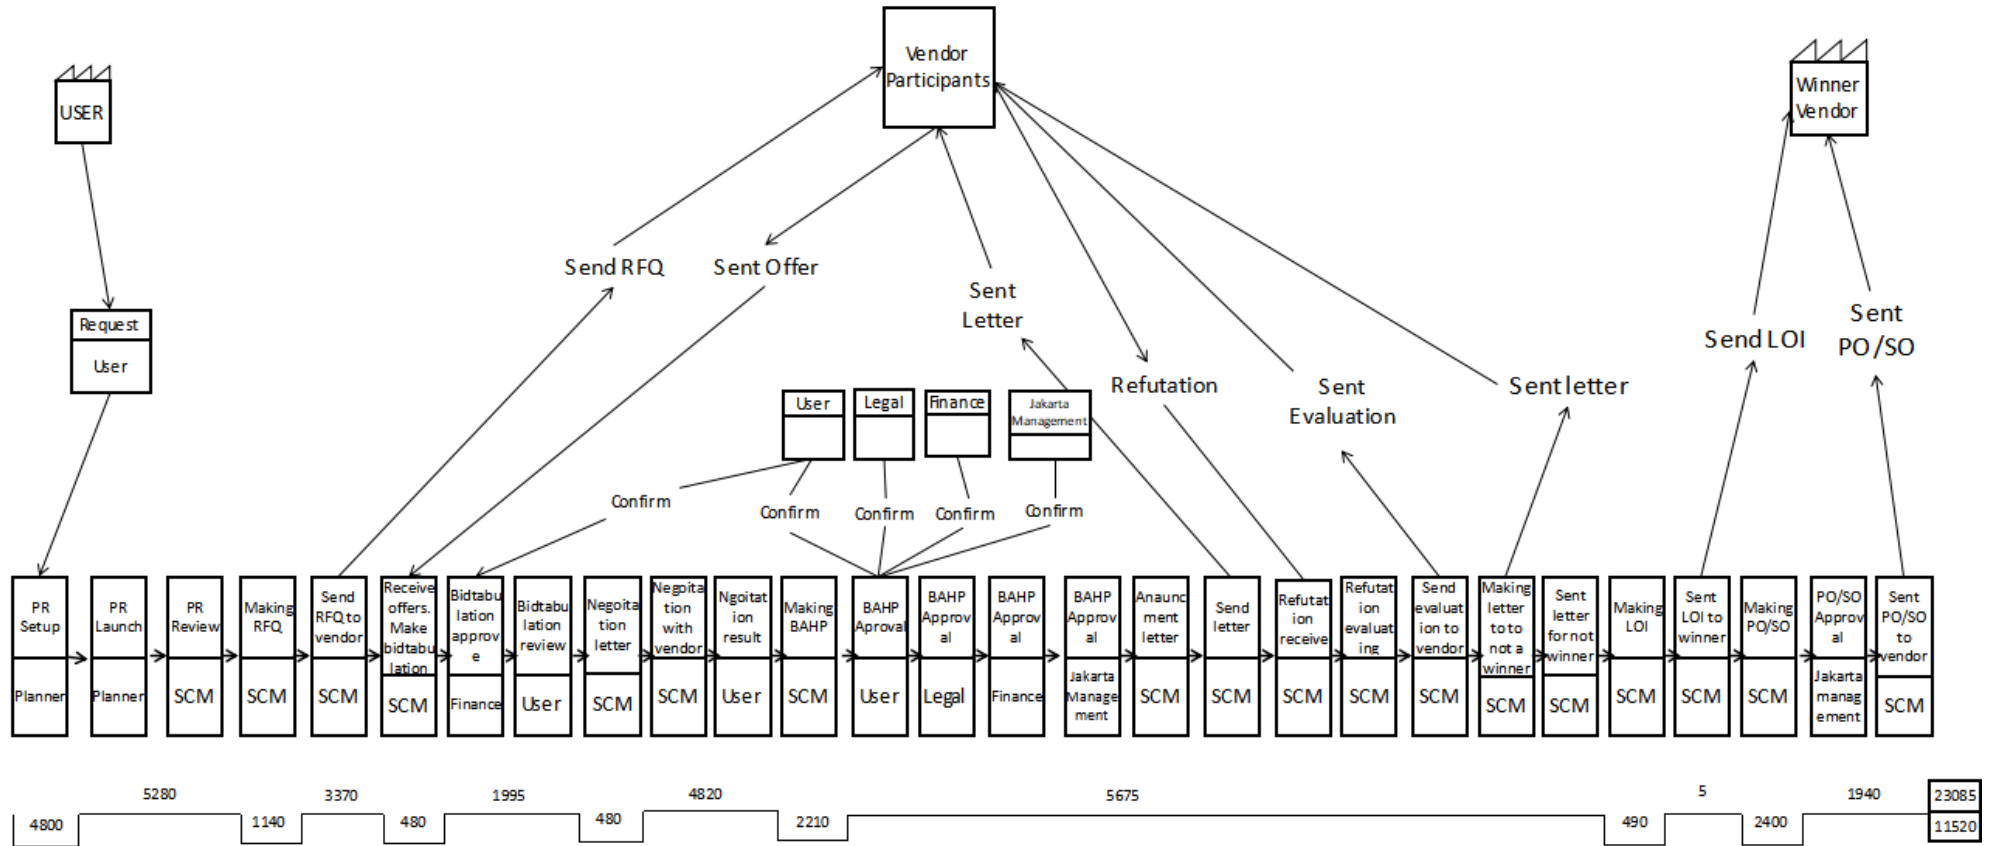 Vendor
Participants
USER
Winner
Vendor
Send RFQ
Sent Offer
Sent
Letter
Request
User
Send LOI
Sent
PO/SO
Refutation
Sent
Evaluation
Sent letter
User
Legal
Finance
Jakarta
Management
Confirm
Confirm
Confirm
Confirm
Confirm
PR
Setup
Planner
PR
Launch
Planner
PR
Review
SCM
Making
RFQ
SCM
Send
RFQ to
vendor
SCM
Receive
offers.
Make
bidtabu
lation
SCM
Bidtabu
lation
approv
e
Finance
Bidtabu
lation
review
User
Negoita
tion
letter
SCM
Negpita
tion
with
vendor
SCM
Ngoitat
ion
result
User
Making
BAHP
SCM
BAHP
Aproval
User
BAHP
Approv
al
Legal
BAHP
Approv
al
Finance
BAHP
Approv
al
Jakarta
Manage
ment
Anaunc
ment
letter
SCM
Send
letter
SCM
Refutat
ion
receive
SCM
Refutat
ion
evaluat
ing
SCM
Send
evaluat
ion to
vendor
SCM
Making
letter
to to
not a
winner
SCM
Sent
letter
for not
winner
SCM
Making
LOI
SCM
Sent
LOI to
winner
SCM
Making
PO/SO
SCM
PO/SO
Approv
al
Jakarta
manag
ement
Sent
PO/SO
to
vendor
SCM
5280
3370
1995
4820
5675
5
1940
23085
4800
1140
480
480
2210
490
2400
11520